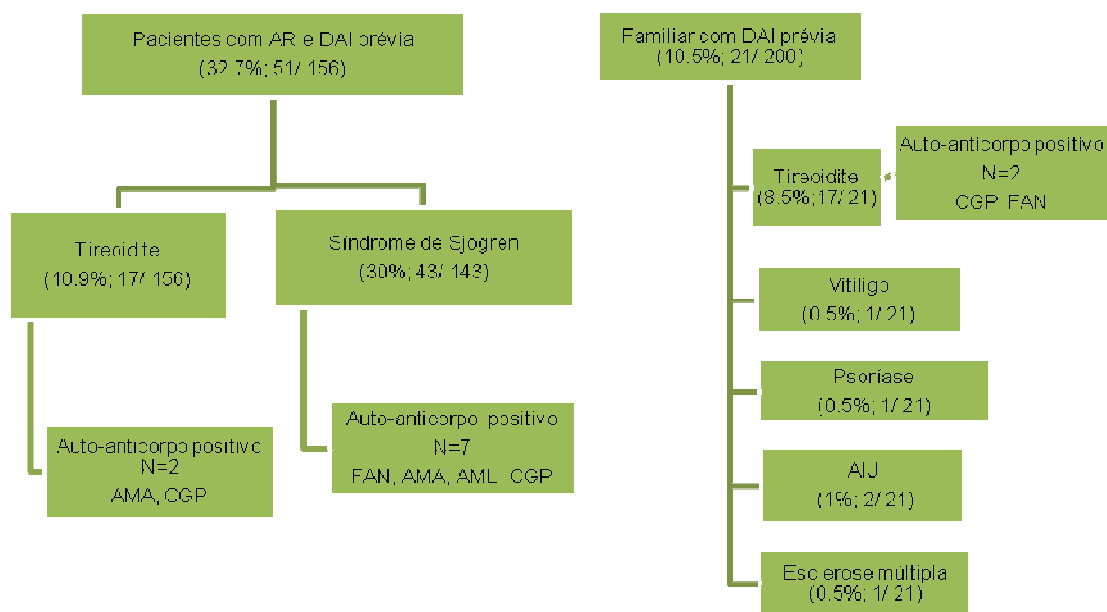 Pacientes com AR e DAI prévia
(32.7%; 51/ 156)
Tireoidite
(10.9%; 17/ 156)
Auto-anticorpo positivo
N=2
AMA, CGP
Síndrome de Sjogren
(30%; 43/ 143)
Auto-anticorpo positivo
N=7
FAN, AMA, AML CGP
Familiar com DAI prévia
(10.5%; 21/ 200)
Tireoidite
(8.5%; 17/ 21)
Auto-anticorpo positivo
N=2
CGP FAN
Vitiligo
(0.5%; 1/ 21)
Psoríase
(0.5%; 1/ 21)
AIJ
(1%; 2/ 21)
Esclerose múltipla
(0.5%; 1/ 21)